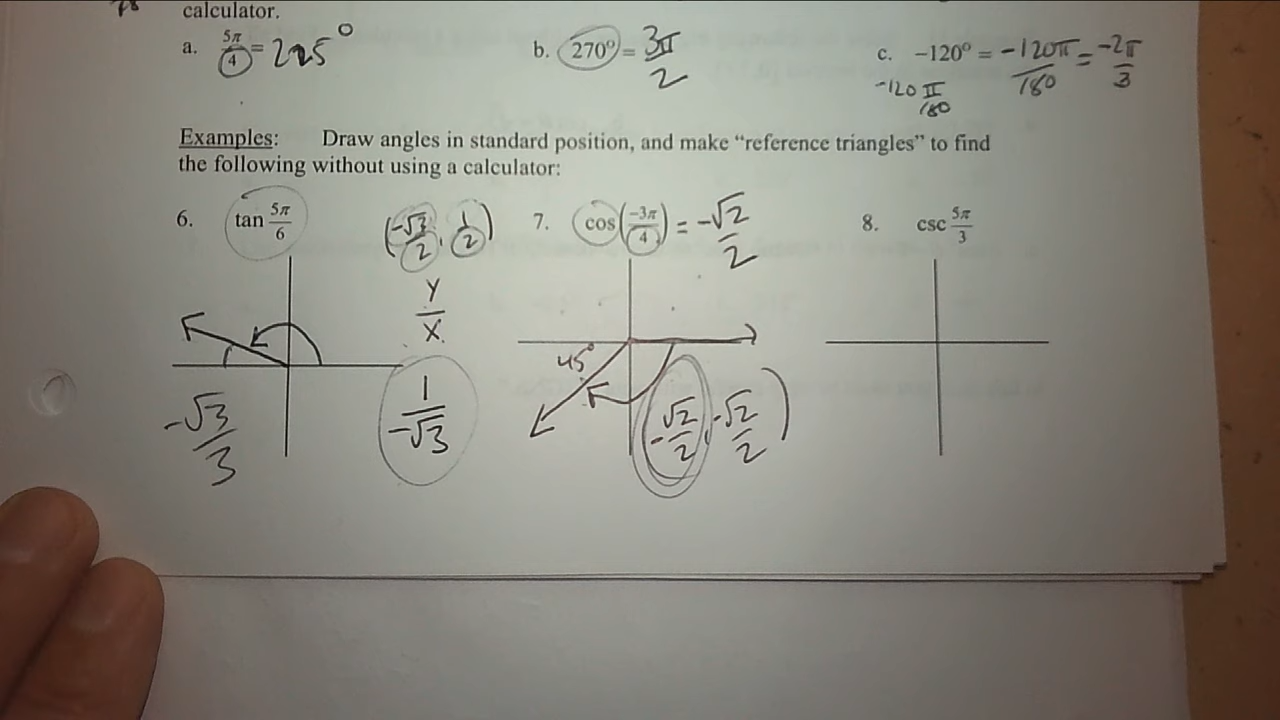 calculator.
a. 5π/4 = 225° b. 270° = 3π/2 c. -120° = -120π/180 = -2π/3
-120 π/180
Examples: Draw angles in standard position, and make “reference triangles” to find
the following without using a calculator:
6. tan 5π/6 (-√3/2, 1/2) 7. cos(-3π/4) = -√2/2 8. csc 5π/3
Y/X
45°
-√3/3 1/-√3 (-√2/2, -√2/2)